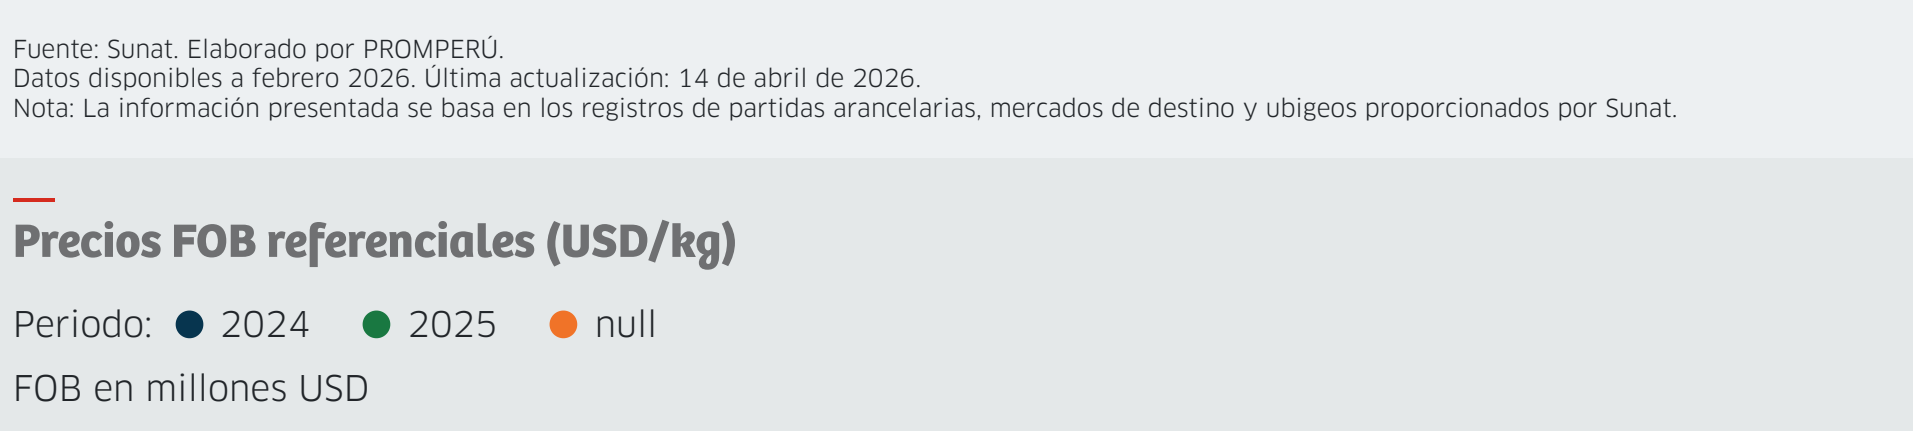 Fuente: Sunat. Elaborado por PROMPERÚ.
Datos disponibles a febrero 2026. Última actualización: 14 de abril de 2026.
Nota: La información presentada se basa en los registros de partidas arancelarias, mercados de destino y ubigeos proporcionados por Sunat.
Precios FOB referenciales (USD/kg)
Periodo: 2024 2025 null
FOB en millones USD